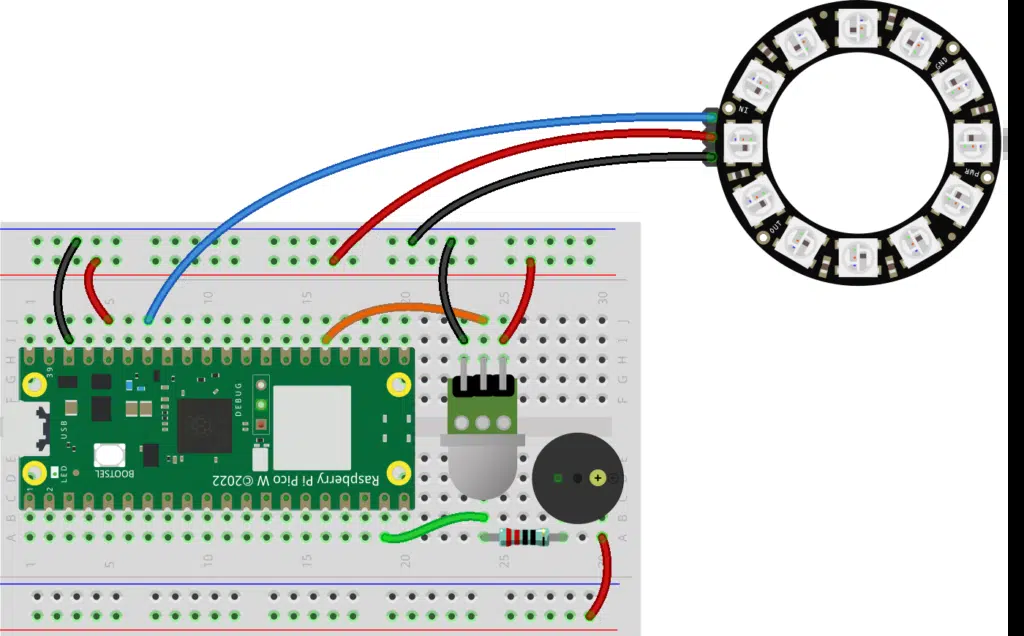 GND
IN
PWR
OUT
1 5 10 15 20 25 30
J J
I I
H H
G G
F F
39
DEBUG
USB
LED
BOOTSEL
Raspberry Pi Pico W ©2022
1 2
+
E E
D
C
B B
A A
1 5 10 15 20 25 30